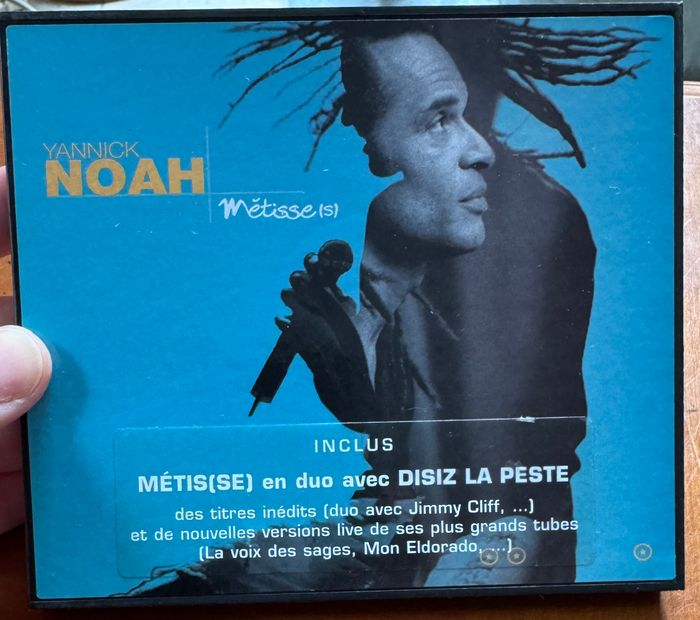 YANNICK
NOAH
Métisse(s)
INCLUS
MÉTIS(SE) en duo avec DISIZ LA PESTE
des titres inédits (duo avec Jimmy Cliff, ...)
et de nouvelles versions live de ses plus grands tubes
(La voix des sages, Mon Eldorado, ...)